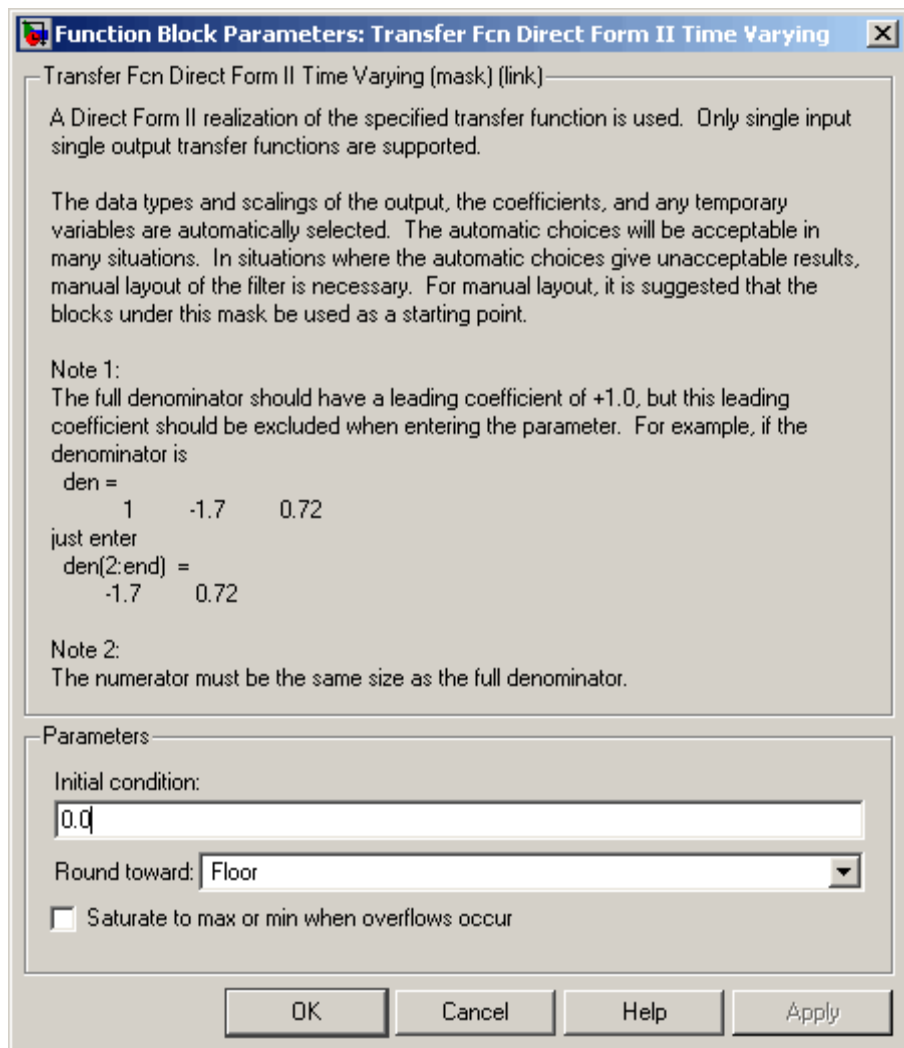 Function Block Parameters: Transfer Fcn Direct Form II Time Varying
Transfer Fcn Direct Form II Time Varying (mask) (link)
A Direct Form II realization of the specified transfer function is used.  Only single input
single output transfer functions are supported.
The data types and scalings of the output, the coefficients, and any temporary
variables are automatically selected.  The automatic choices will be acceptable in
many situations.  In situations where the automatic choices give unacceptable results,
manual layout of the filter is necessary.  For manual layout, it is suggested that the
blocks under this mask be used as a starting point.
Note 1:
The full denominator should have a leading coefficient of +1.0, but this leading
coefficient should be excluded when entering the parameter.  For example, if the
denominator is
den =
1 -1.7 0.72
just enter
den(2:end) =
-1.7 0.72
Note 2:
The numerator must be the same size as the full denominator.
Parameters
Initial condition:
0.0
Round toward: Floor
Saturate to max or min when overflows occur
OK Cancel Help Apply